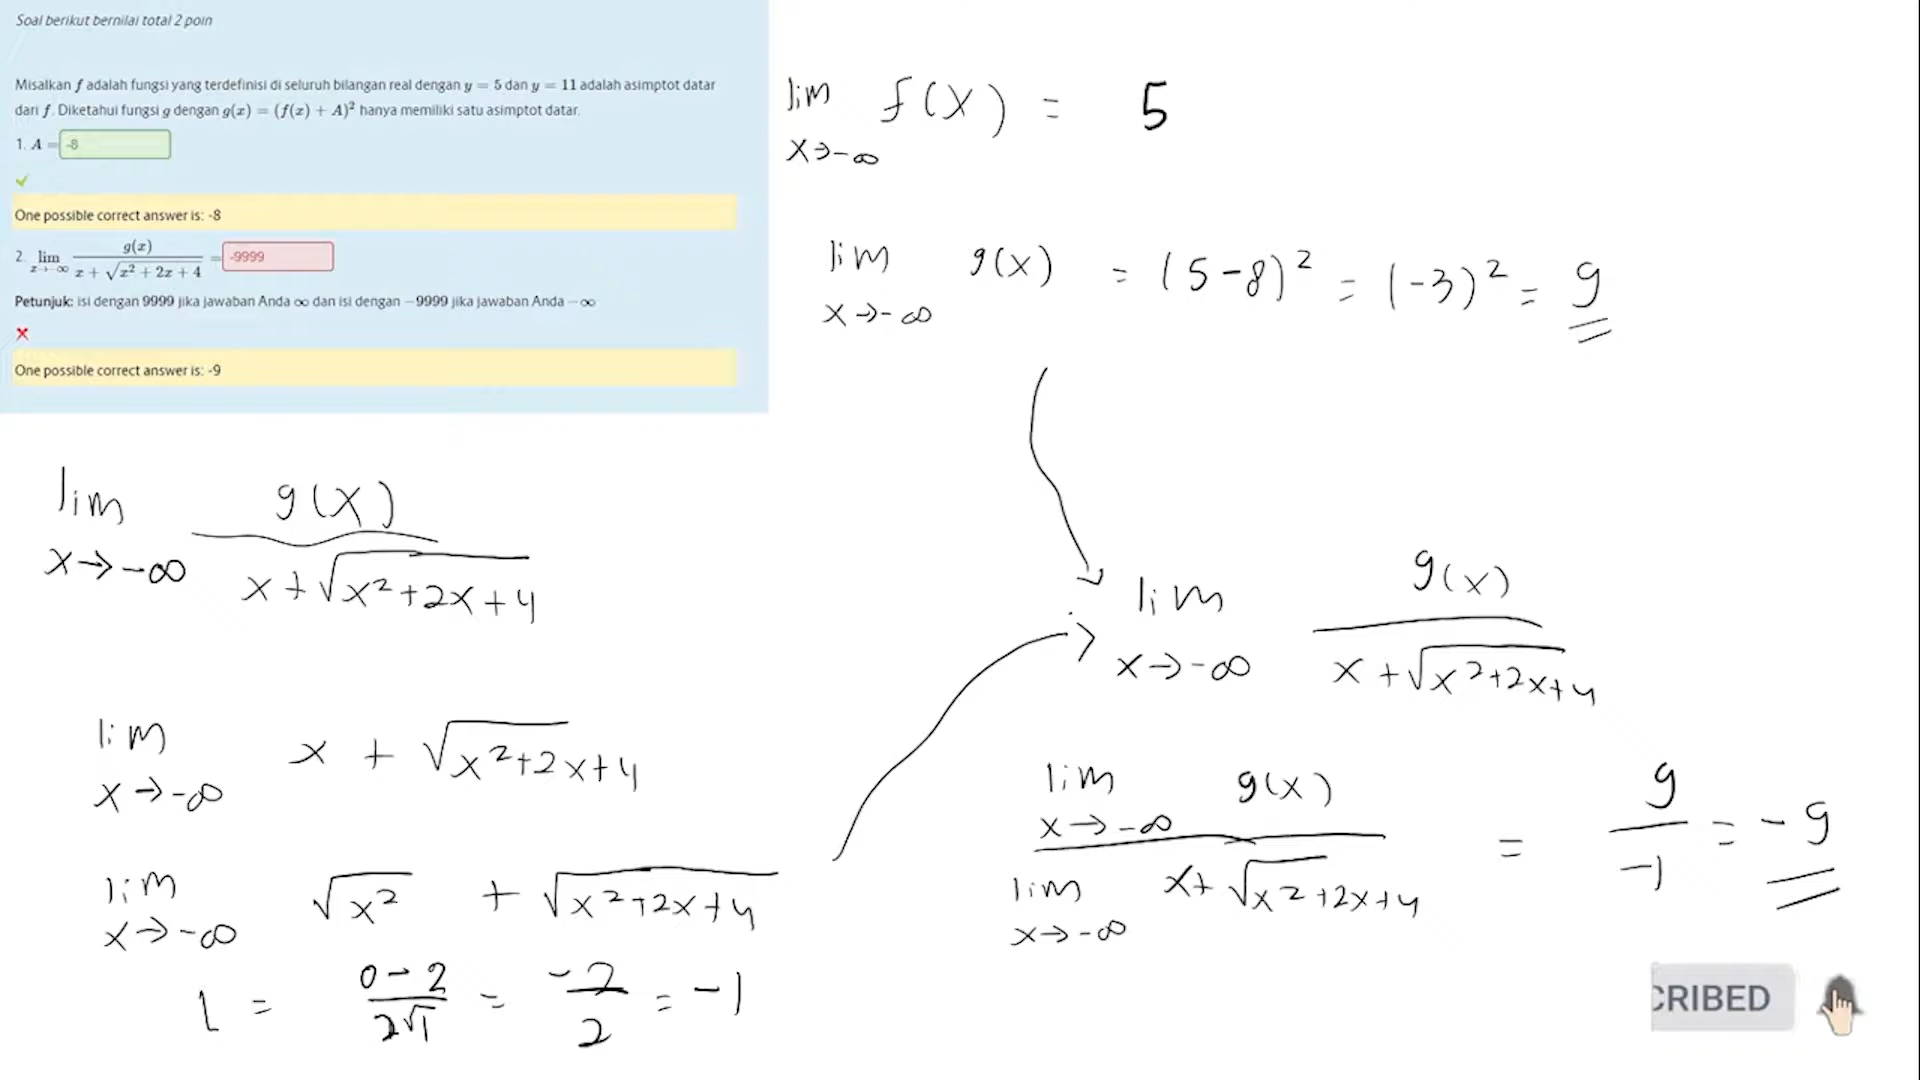 Soal berikut bernilai total 2 poin
Misalkan f adalah fungsi yang terdefinisi di seluruh bilangan real dengan y = 5 dan y = 11 adalah asimptot datar
dari f. Diketahui fungsi g dengan g(x) = (f(x) + A)² hanya memiliki satu asimptot datar.
1. A = -8
One possible correct answer is: -8
2. lim x→-∞ g(x) / x + √x² + 2x + 4 = -9999
Petunjuk: isi dengan 9999 jika jawaban Anda ∞ dan isi dengan −9999 jika jawaban Anda −∞
One possible correct answer is: -9
lim x→-∞ f(x) = 5
lim x→-∞ g(x) = (5-8)² = (-3)² = 9
lim x→-∞ g(x) / x + √x²+2x+4
lim x→-∞ x + √x²+2x+4
lim x→-∞ √x² + √x²+2x+4
L = 0-2 / 2√1 = -2 / 2 = -1
lim x→-∞ g(x) / x + √x²+2x+4
lim x→-∞ g(x) / lim x→-∞ x + √x²+2x+4 = 9 / -1 = -9
CRIBED